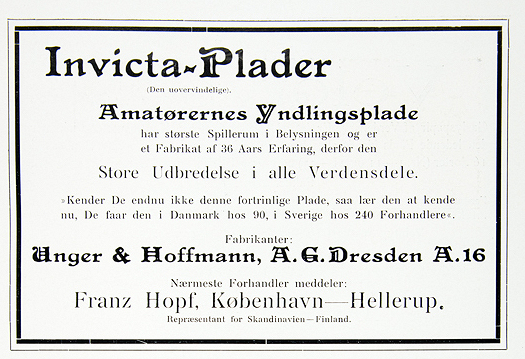 Invicta-Plader
(Den uovervindelige).
Amatørernes Yndlingsplade
har største Spillerum i Belysningen og er
et Fabrikat af 36 Aars Erfaring, derfor den
Store Udbredelse i alle Verdensdele.
»Kender De endnu ikke denne fortrinlige Plade, saa lær den at kende
nu, De faar den i Danmark hos 90, i Sverige hos 240 Forhandlere«.
Fabrikanter:
Unger & Hoffmann, A.G. Dresden A.16
Nærmeste Forhandler meddeler:
Franz Hopf, København—Hellerup.
Repræsentant for Skandinavien—Finland.